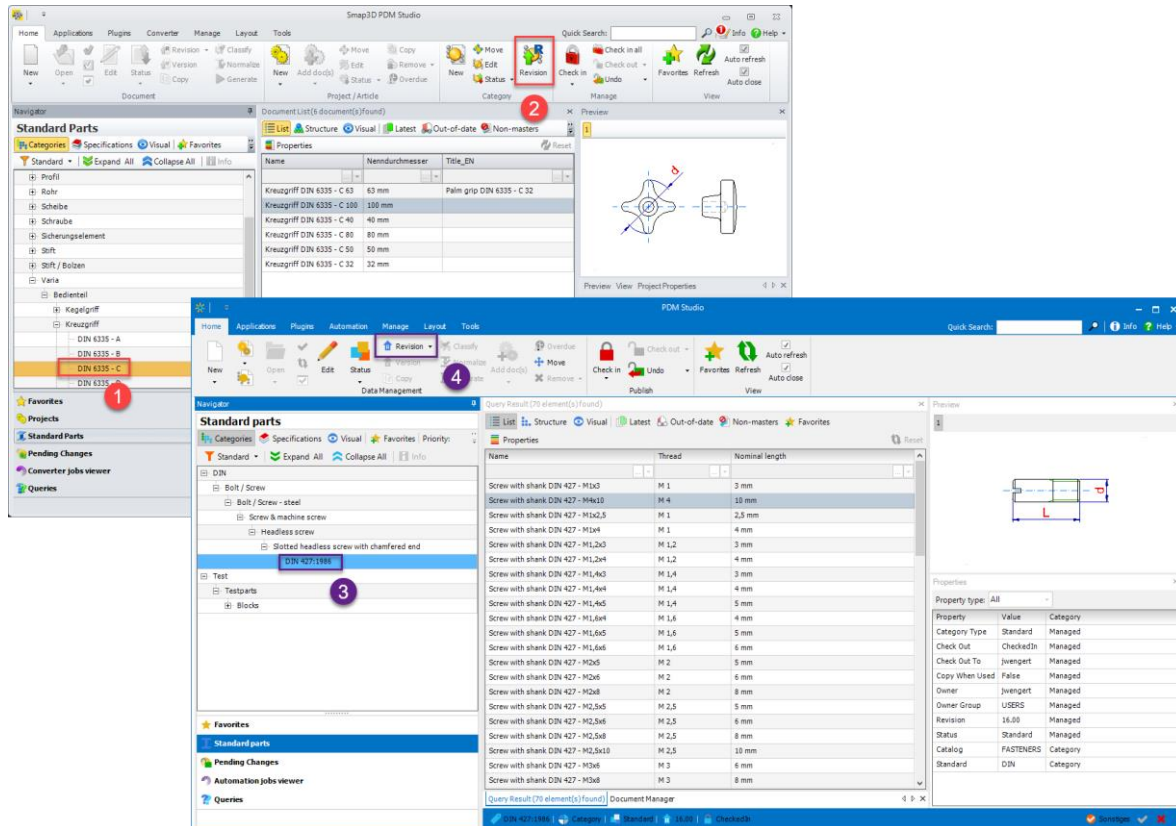 Smap3D PDM Studio
Home Applications Plugins Converter Manage Layout Tools Quick Search: Info Help
New Open Edit Status Revision Version Copy Classify Normalize Generate
Document
New Add doc(s) Move Edit Status Copy Remove Overdue
Project / Article
New Move Edit Status Revision
Category
Check in Check in all Check out Undo
Manage
Favorites Refresh Auto refresh Auto close
View
2
Navigator
Standard Parts
Categories Specifications Visual Favorites
Standard Expand All Collapse All Info
Profil
Rohr
Scheibe
Schraube
Sicherungselement
Stift
Stift / Bolzen
Varia
Bedienteil
Kegelgriff
Kreuzgriff
DIN 6335 - A
DIN 6335 - B
DIN 6335 - C
DIN 6335
1
Favorites
Projects
Standard Parts
Pending Changes
Converter jobs viewer
Queries
Document List(6 document(s)found)
List Structure Visual Latest Out-of-date Non-masters
Properties Reset
Name Nenndurchmesser Title_EN
Kreuzgriff DIN 6335 - C 63 63 mm Palm grip DIN 6335 - C 32
Kreuzgriff DIN 6335 - C 100 100 mm
Kreuzgriff DIN 6335 - C 40 40 mm
Kreuzgriff DIN 6335 - C 80 80 mm
Kreuzgriff DIN 6335 - C 50 50 mm
Kreuzgriff DIN 6335 - C 32 32 mm
Preview
1
d
Preview View Project Properties
PDM Studio
Home Applications Plugins Automation Manage Layout Tools Quick Search: Info Help
New Open Edit Status Revision Version Copy Classify Normalize Add doc(s) Overdue Move Remove
Data Management
Check in Check out Undo
Publish
Favorites Refresh Auto refresh Auto close
View
4
Navigator
Standard parts
Categories Specifications Visual Favorites Priority:
Standard Expand All Collapse All Info
DIN
Bolt / Screw
Bolt / Screw - steel
Screw & machine screw
Headless screw
Slotted headless screw with chamfered end
DIN 427:1986
3
Test
Testparts
Blocks
Favorites
Standard parts
Pending Changes
Automation jobs viewer
Queries
Query Result(70 element(s)found)
List Structure Visual Latest Out-of-date Non-masters Favorites
Properties Reset
Name Thread Nominal length
Screw with shank DIN 427 - M1x3 M 1 3 mm
Screw with shank DIN 427 - M4x10 M 4 10 mm
Screw with shank DIN 427 - M1x2,5 M 1 2,5 mm
Screw with shank DIN 427 - M1x4 M 1 4 mm
Screw with shank DIN 427 - M1,2x3 M 1,2 3 mm
Screw with shank DIN 427 - M1,2x4 M 1,2 4 mm
Screw with shank DIN 427 - M1,4x3 M 1,4 3 mm
Screw with shank DIN 427 - M1,4x4 M 1,4 4 mm
Screw with shank DIN 427 - M1,4x5 M 1,4 5 mm
Screw with shank DIN 427 - M1,6x4 M 1,6 4 mm
Screw with shank DIN 427 - M1,6x5 M 1,6 5 mm
Screw with shank DIN 427 - M1,6x6 M 1,6 6 mm
Screw with shank DIN 427 - M2x5 M 2 5 mm
Screw with shank DIN 427 - M2x6 M 2 6 mm
Screw with shank DIN 427 - M2x8 M 2 8 mm
Screw with shank DIN 427 - M2,5x5 M 2,5 5 mm
Screw with shank DIN 427 - M2,5x6 M 2,5 6 mm
Screw with shank DIN 427 - M2,5x8 M 2,5 8 mm
Screw with shank DIN 427 - M2,5x10 M 2,5 10 mm
Screw with shank DIN 427 - M3x6 M 3 6 mm
Screw with shank DIN 427 - M3x8 M 3 8 mm
Query Result(70 element(s)found) Document Manager
Preview
1
d
L
Properties
Property type: All
Property Value Category
Category Type Standard Managed
Check Out CheckedIn Managed
Check Out To jwengert Managed
Copy When Used False Managed
Owner jwengert Managed
Owner Group USERS Managed
Revision 16.00 Managed
Status Standard Managed
Catalog FASTENERS Category
Standard DIN Category
DIN 427:1986 Category Standard 16.00 CheckedIn Sonstiges